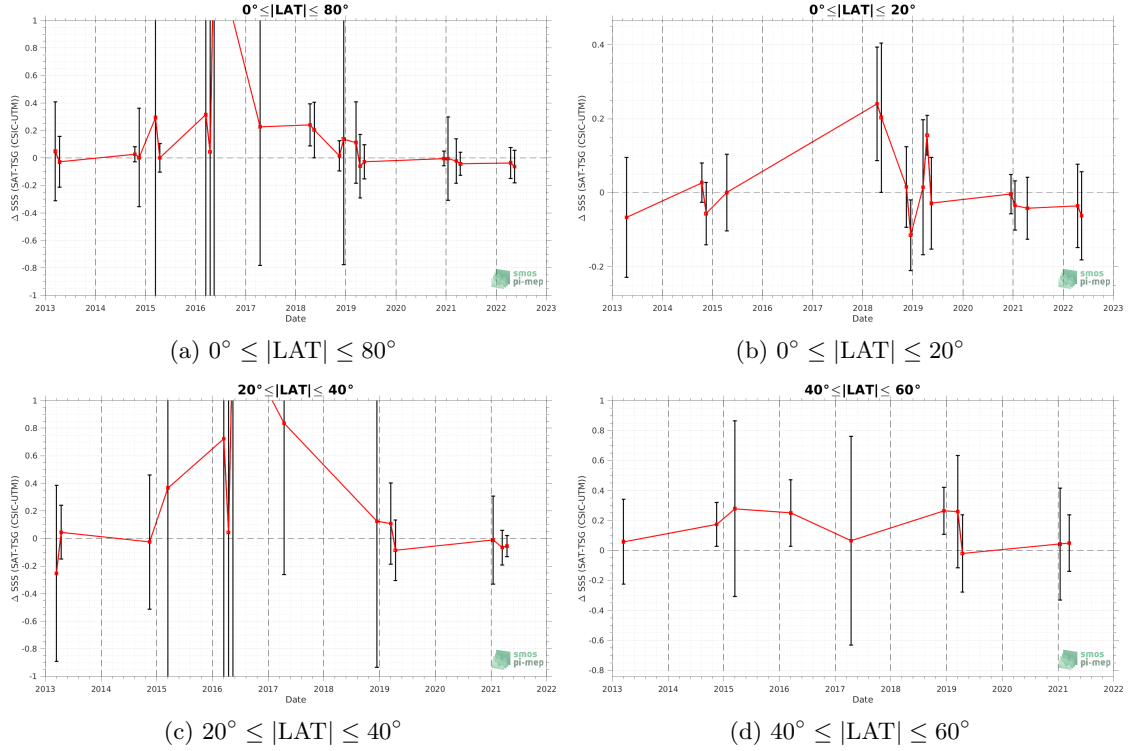 0°≤|LAT|≤ 80°
Δ SSS (SAT-TSG (CSIC-UTM))
1
0.8
0.6
0.4
0.2
0
-0.2
-0.4
-0.6
-0.8
-1
2013 2014 2015 2016 2017 2018 2019 2020 2021 2022 2023
Date
smos
pi-mep
(a) 0° ≤ |LAT| ≤ 80°
0°≤|LAT|≤ 20°
Δ SSS (SAT-TSG (CSIC-UTM))
0.4
0.2
0
-0.2
2013 2014 2015 2016 2017 2018 2019 2020 2021 2022 2023
Date
smos
pi-mep
(b) 0° ≤ |LAT| ≤ 20°
20°≤|LAT|≤ 40°
Δ SSS (SAT-TSG (CSIC-UTM))
1
0.8
0.6
0.4
0.2
0
-0.2
-0.4
-0.6
-0.8
-1
2013 2014 2015 2016 2017 2018 2019 2020 2021 2022
Date
smos
pi-mep
(c) 20° ≤ |LAT| ≤ 40°
40°≤|LAT|≤ 60°
Δ SSS (SAT-TSG (CSIC-UTM))
1
0.8
0.6
0.4
0.2
0
-0.2
-0.4
-0.6
-0.8
2013 2014 2015 2016 2017 2018 2019 2020 2021 2022
Date
smos
pi-mep
(d) 40° ≤ |LAT| ≤ 60°